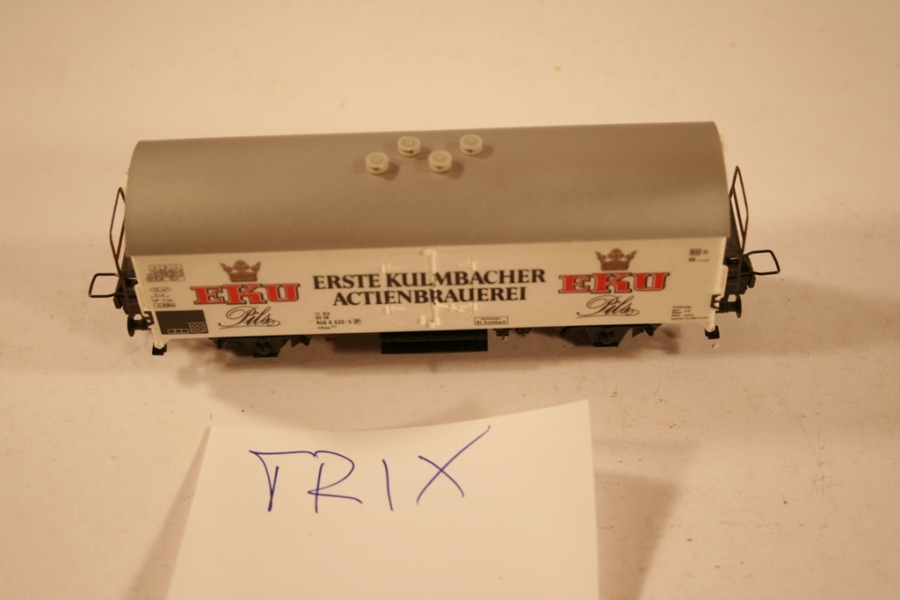 EKU
Pils
ERSTE KULMBACHER
ACTIENBRAUEREI
EKU
Pils
TRIX